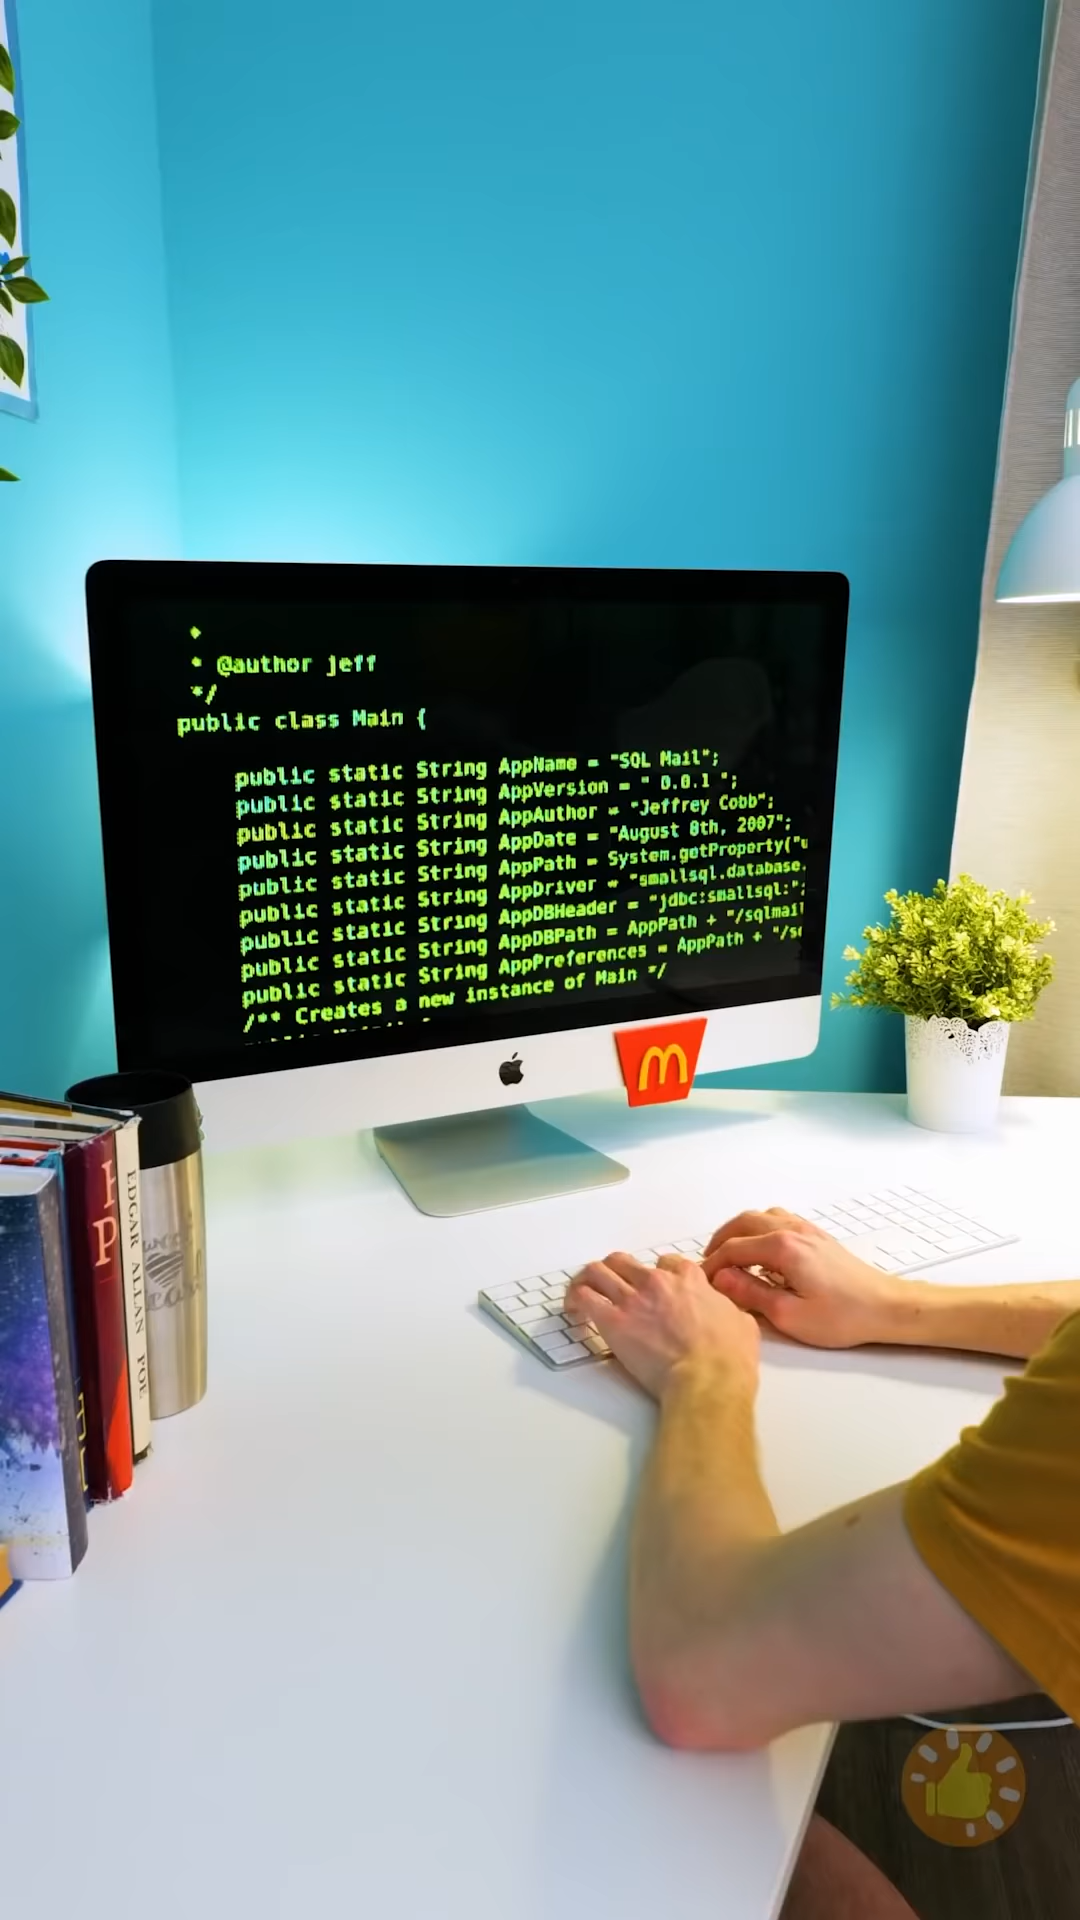 * @author jeff
*/
public class Main {
public static String AppName = "SQL Mail";
public static String AppVersion = " 0.0.1 ";
public static String AppAuthor = "Jeffrey Cobb";
public static String AppDate = "August 8th, 2007";
public static String AppPath = System.getProperty("u
public static String AppDriver = "smallsql.database.
public static String AppDBHeader = "jdbc:smallsql:";
public static String AppDBPath = AppPath + "/sqlmail
public static String AppPreferences = AppPath + "/s
/** Creates a new instance of Main */
EDGAR ALLAN POE